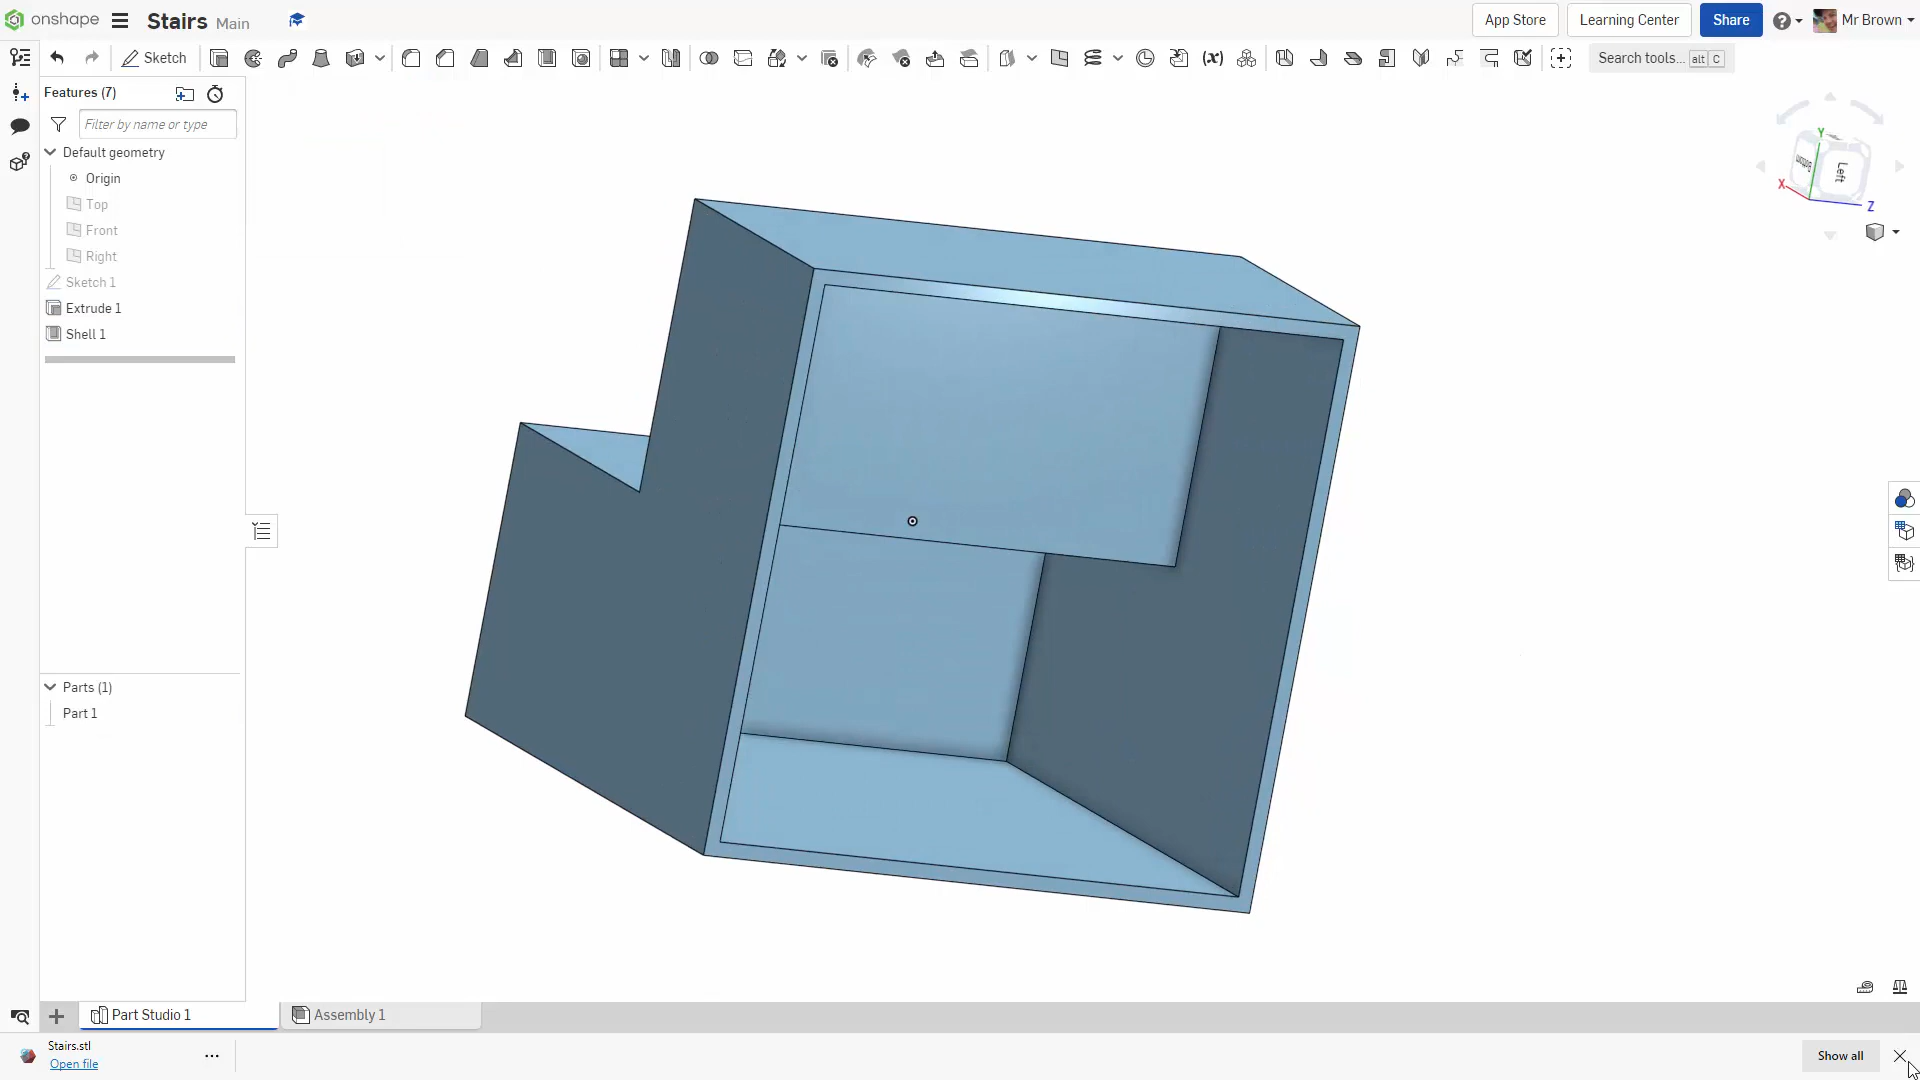 onshape
Stairs Main
App Store
Learning Center
Share
Mr Brown
Sketch
Search tools... alt C
Features (7)
Filter by name or type
Default geometry
Origin
Top
Front
Right
Sketch 1
Extrude 1
Shell 1
Y
Bottom
Left
X
Z
Parts (1)
Part 1
Part Studio 1
Assembly 1
Stairs.stl
Open file
Show all